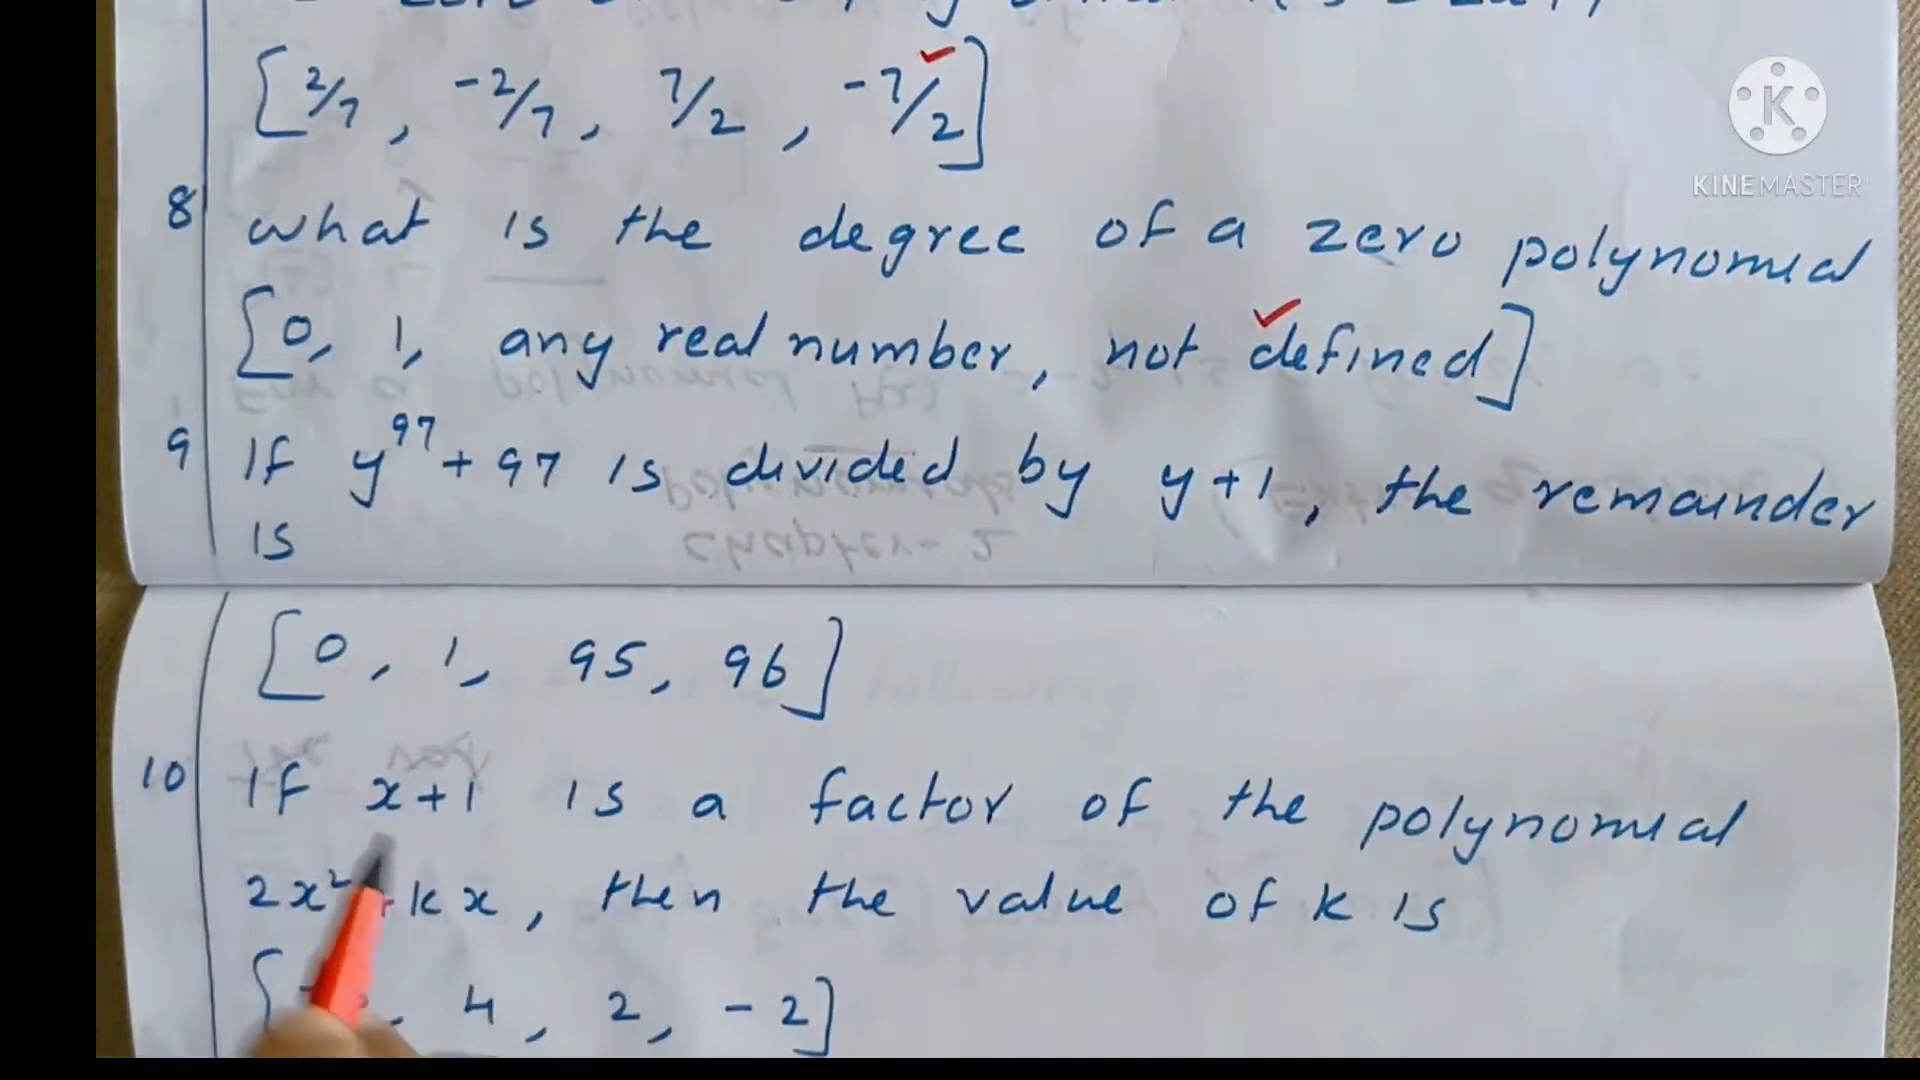 [2/7, -2/7, 7/2, -7/2]
8 what is the degree of a zero polynomial
[0, 1, any real number, not defined]
9 If y^97 + 97 is divided by y+1, the remainder
is
[0, 1, 95, 96]
10 If x+1 is a factor of the polynomial
2x² + kx, then the value of k is
4, 2, -2]
KINEMASTER